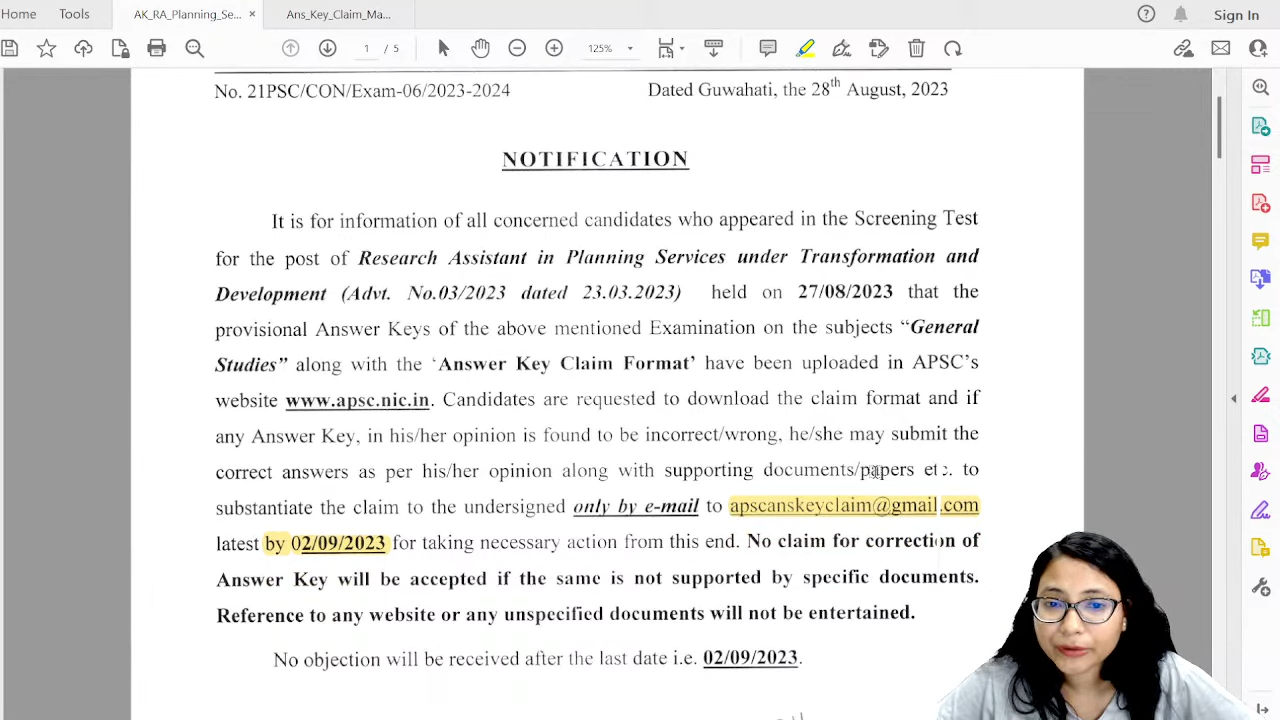 Home Tools AK_RA_Planning_Se... × Ans_Key_Claim_Ma... Sign In
1 / 5 125%
No. 21PSC/CON/Exam-06/2023-2024 Dated Guwahati, the 28th August, 2023
NOTIFICATION
It is for information of all concerned candidates who appeared in the Screening Test
for the post of Research Assistant in Planning Services under Transformation and
Development (Advt. No.03/2023 dated 23.03.2023) held on 27/08/2023 that the
provisional Answer Keys of the above mentioned Examination on the subjects “General
Studies” along with the ‘Answer Key Claim Format’ have been uploaded in APSC’s
website www.apsc.nic.in. Candidates are requested to download the claim format and if
any Answer Key, in his/her opinion is found to be incorrect/wrong, he/she may submit the
correct answers as per his/her opinion along with supporting documents/papers etc. to
substantiate the claim to the undersigned only by e-mail to apscanskeyclaim@gmail.com
latest by 02/09/2023 for taking necessary action from this end. No claim for correction of
Answer Key will be accepted if the same is not supported by specific documents.
Reference to any website or any unspecified documents will not be entertained.
No objection will be received after the last date i.e. 02/09/2023.